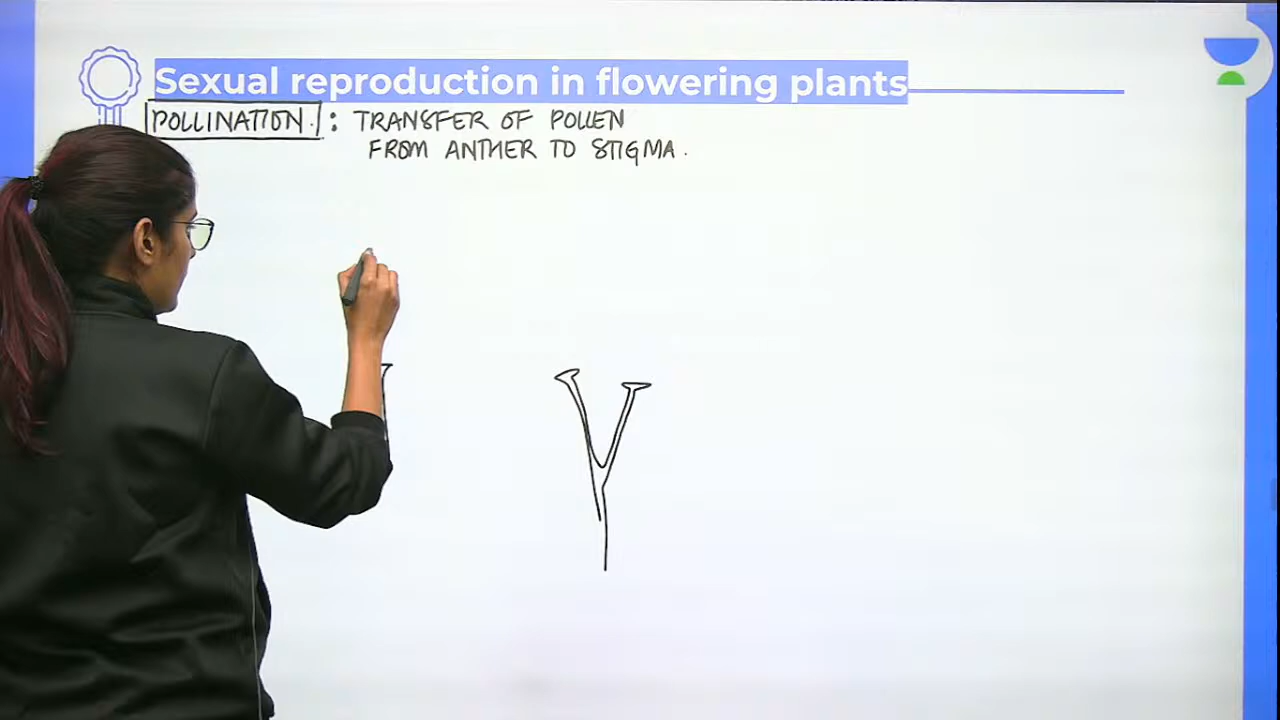 Sexual reproduction in flowering plants
POLLINATION. : TRANSFER OF POLLEN
FROM ANTHER TO STIGMA.